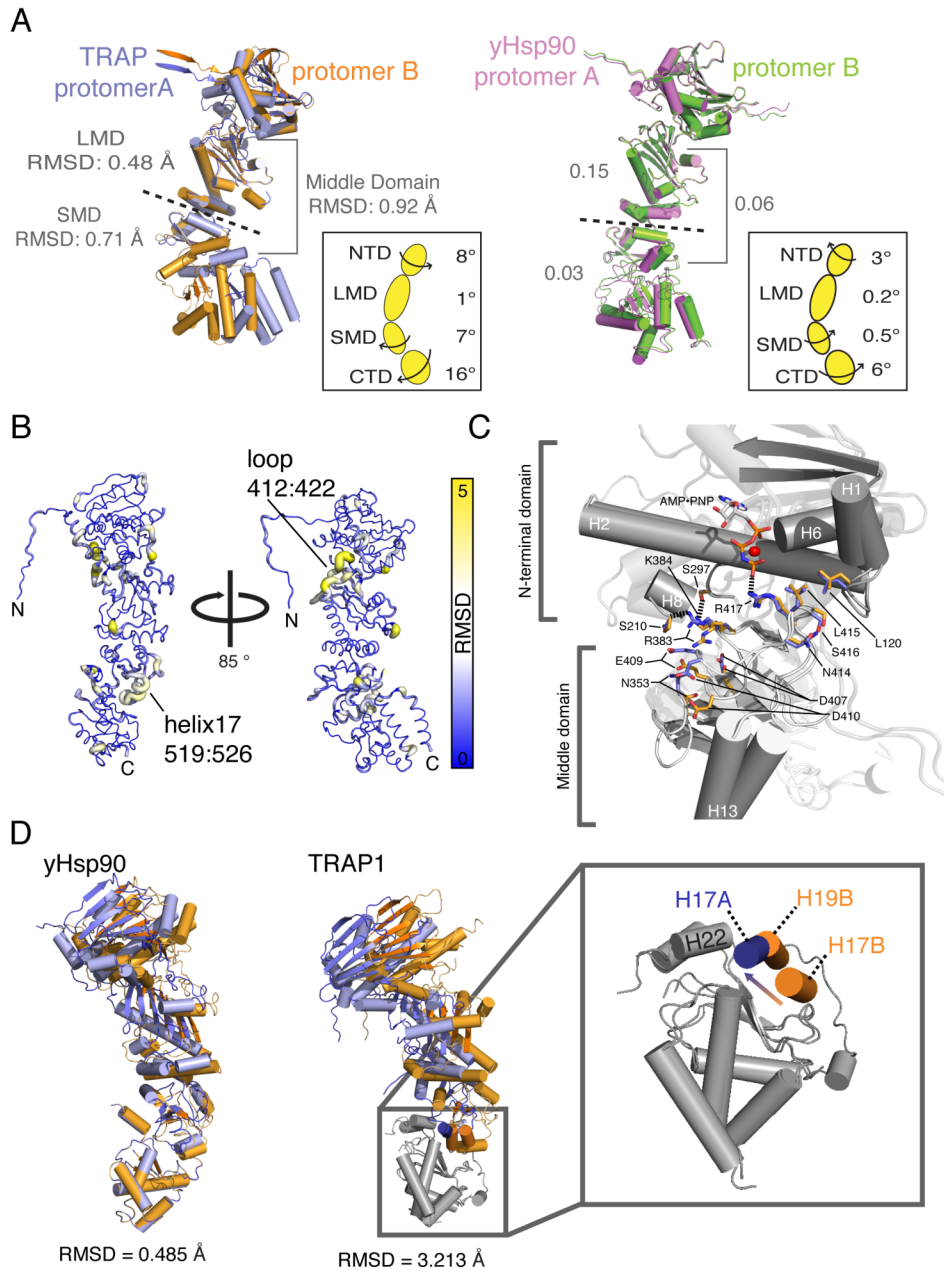 A
TRAP
protomerA
protomer B
LMD
RMSD: 0.48 Å
SMD
RMSD: 0.71 Å
Middle Domain
RMSD: 0.92 Å
NTD 8°
LMD 1°
SMD 7°
CTD 16°
yHsp90
protomer A
protomer B
0.15
0.06
0.03
NTD 3°
LMD 0.2°
SMD 0.5°
CTD 6°
B
loop
412:422
N
N
85 °
helix17
519:526
C
C
5
RMSD
0
C
N-terminal domain
Middle domain
AMP•PNP
H1
H2
H6
K384
S297
H8
R417
S210
R383
L415
S416
L120
E409
N414
N353
D407
D410
H13
D
yHsp90
TRAP1
RMSD = 0.485 Å
RMSD = 3.213 Å
H17A
H19B
H22
H17B